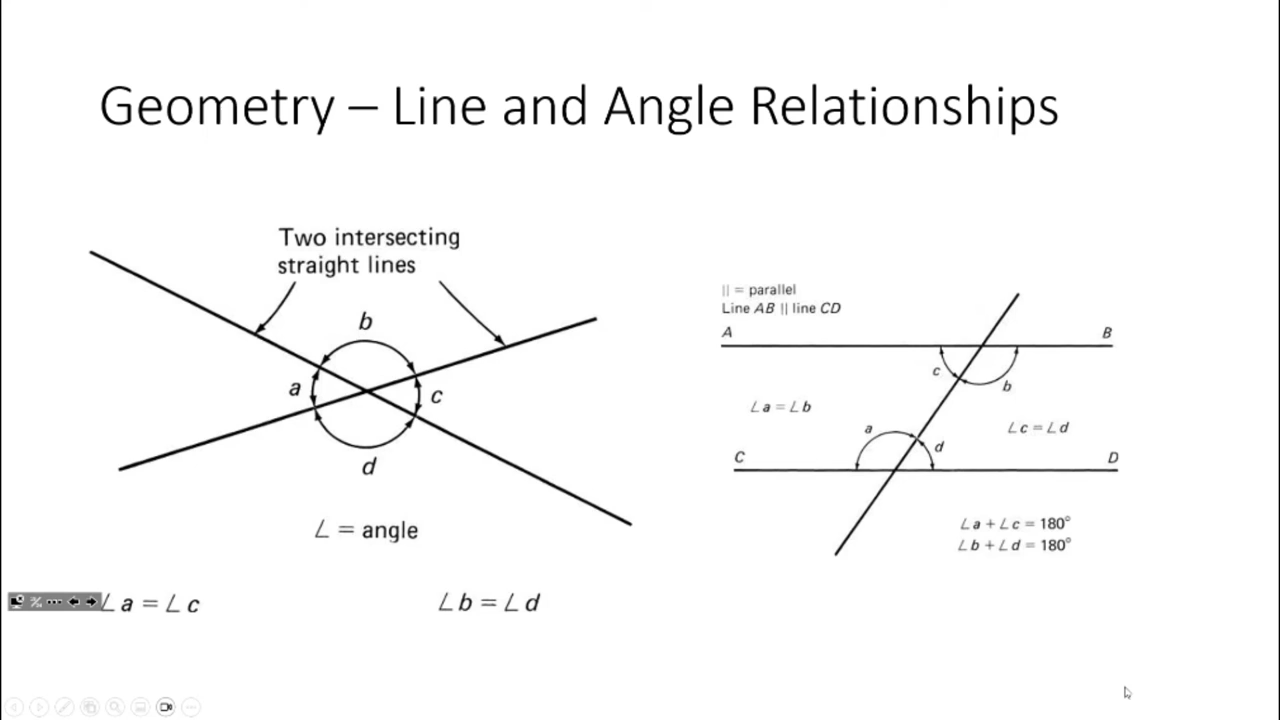 Geometry – Line and Angle Relationships
Two intersecting
straight lines
b
a
c
d
∠ = angle
∠ a = ∠ c
∠ b = ∠ d
|| = parallel
Line AB || line CD
A
B
c
b
∠ a = ∠ b
∠ c = ∠ d
a
d
C
D
∠ a + ∠ c = 180°
∠ b + ∠ d = 180°